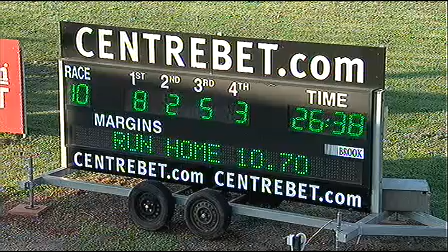 CENTREBET.com
RACE 1ST 2ND 3RD 4TH TIME
10 8 2 5 3 26:38
MARGINS
RUN HOME 10.70
BROOK
CENTREBET.com CENTREBET.com